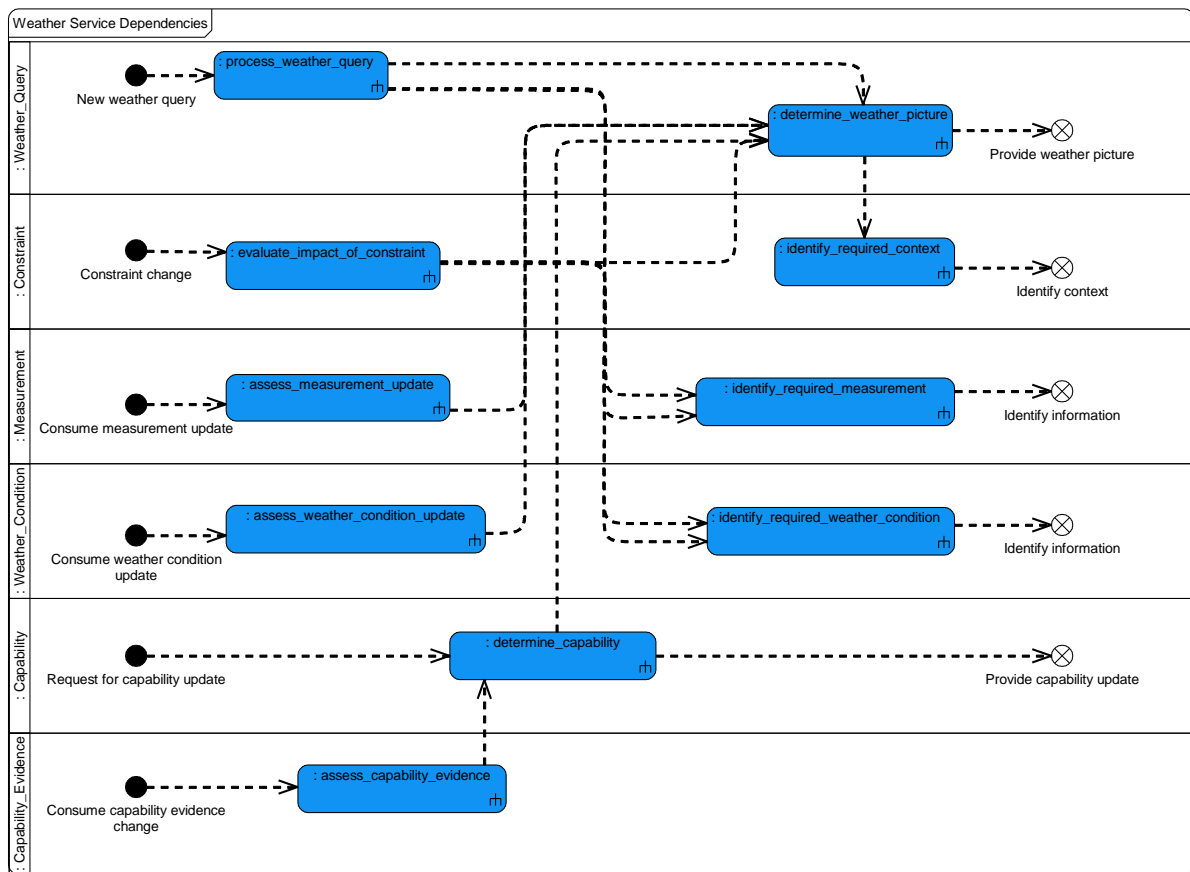 Weather Service Dependencies
: Weather_Query
New weather query
: process_weather_query
: determine_weather_picture
Provide weather picture
: Constraint
Constraint change
: evaluate_impact_of_constraint
: identify_required_context
Identify context
: Measurement
Consume measurement update
: assess_measurement_update
: identify_required_measurement
Identify information
: Weather_Condition
Consume weather condition
update
: assess_weather_condition_update
: identify_required_weather_condition
Identify information
: Capability
Request for capability update
: determine_capability
Provide capability update
: Capability_Evidence
Consume capability evidence
change
: assess_capability_evidence